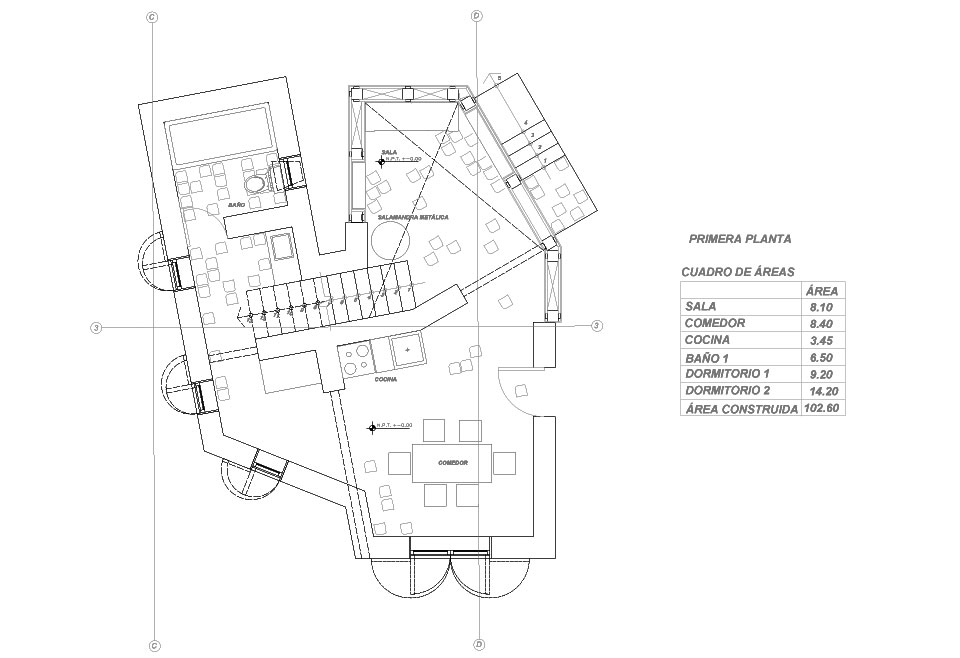 C
D
8
4
3
2
1
SALA
N.P.T. +-0.00
BAÑO
SALAMANDRA METÁLICA
3
3
COCINA
N.P.T. +-0.00
COMEDOR
C
D
PRIMERA PLANTA
CUADRO DE ÁREAS
ÁREA
SALA 8.10
COMEDOR 8.40
COCINA 3.45
BAÑO 1 6.50
DORMITORIO 1 9.20
DORMITORIO 2 14.20
ÁREA CONSTRUIDA 102.60